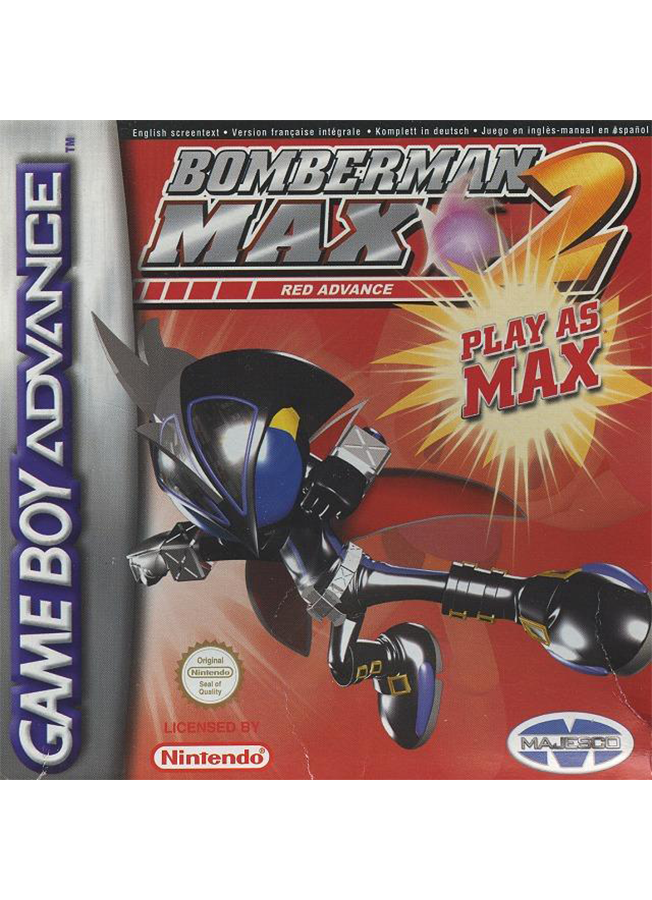 English screentext • Version française intégrale • Komplett in deutsch • Juego en inglès-manual en Español
BOMBERMAN
MAX 2
RED ADVANCE
PLAY AS
MAX
GAME BOY ADVANCE
TM
Original
Nintendo
Seal of
Quality
LICENSED BY
Nintendo®
MAJESCO